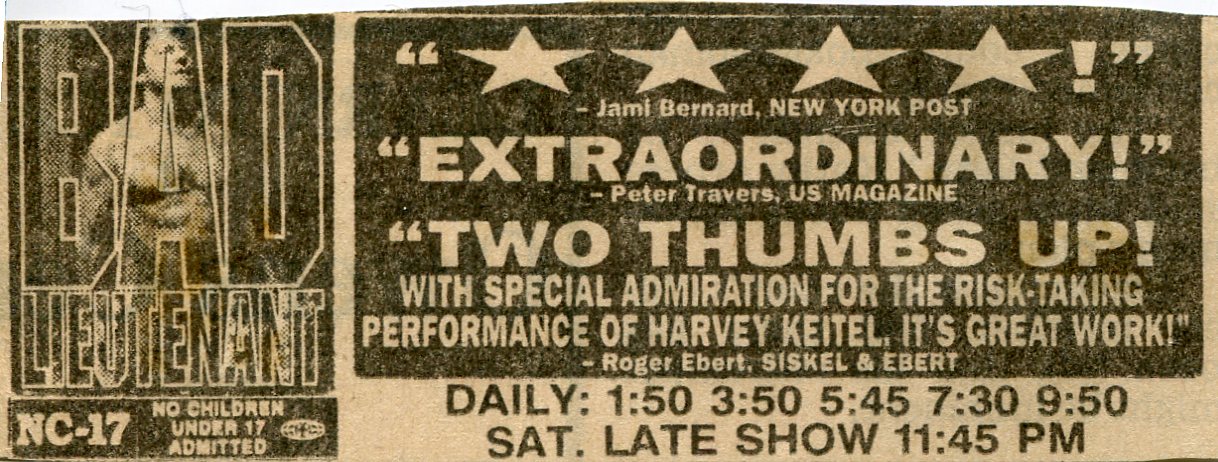 BAD
LIEUTENANT
NC-17
NO CHILDREN
UNDER 17
ADMITTED
“ ★ ★ ★ ★ !”
– Jami Bernard, NEW YORK POST
“EXTRAORDINARY!”
– Peter Travers, US MAGAZINE
“TWO THUMBS UP!
WITH SPECIAL ADMIRATION FOR THE RISK-TAKING
PERFORMANCE OF HARVEY KEITEL. IT'S GREAT WORK!"
– Roger Ebert, SISKEL & EBERT
DAILY: 1:50 3:50 5:45 7:30 9:50
SAT. LATE SHOW 11:45 PM